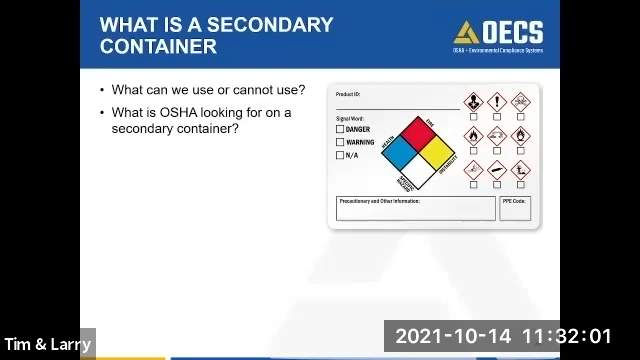 WHAT IS A SECONDARY
CONTAINER
OECS
OSHA + Environmental Compliance Systems
• What can we use or cannot use?
• What is OSHA looking for on a
secondary container?
Product ID:
Signal Word:
DANGER
WARNING
N/A
FIRE
HEALTH
INSTABILITY
SPECIFIC
HAZARD
Precautionary and Other Information:
PPE Code:
Tim & Larry
2021-10-14 11:32:01